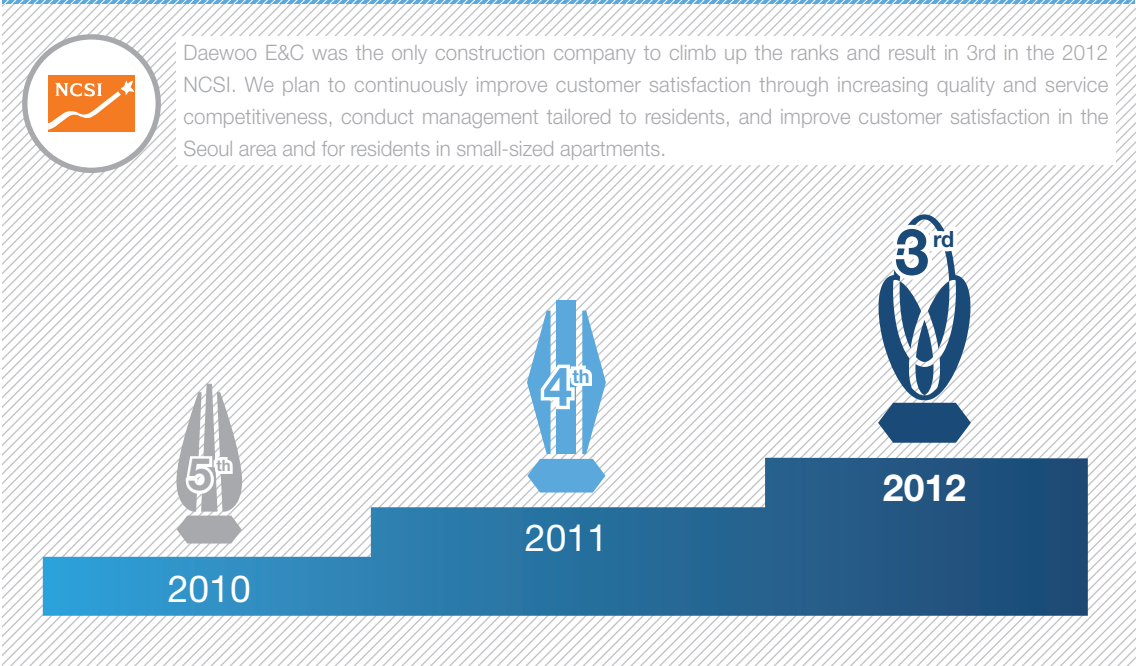 NCSI
Daewoo E&C was the only construction company to climb up the ranks and result in 3rd in the 2012
NCSI. We plan to continuously improve customer satisfaction through increasing quality and service
competitiveness, conduct management tailored to residents, and improve customer satisfaction in the
Seoul area and for residents in small-sized apartments.
3rd
4th
5th
2012
2011
2010